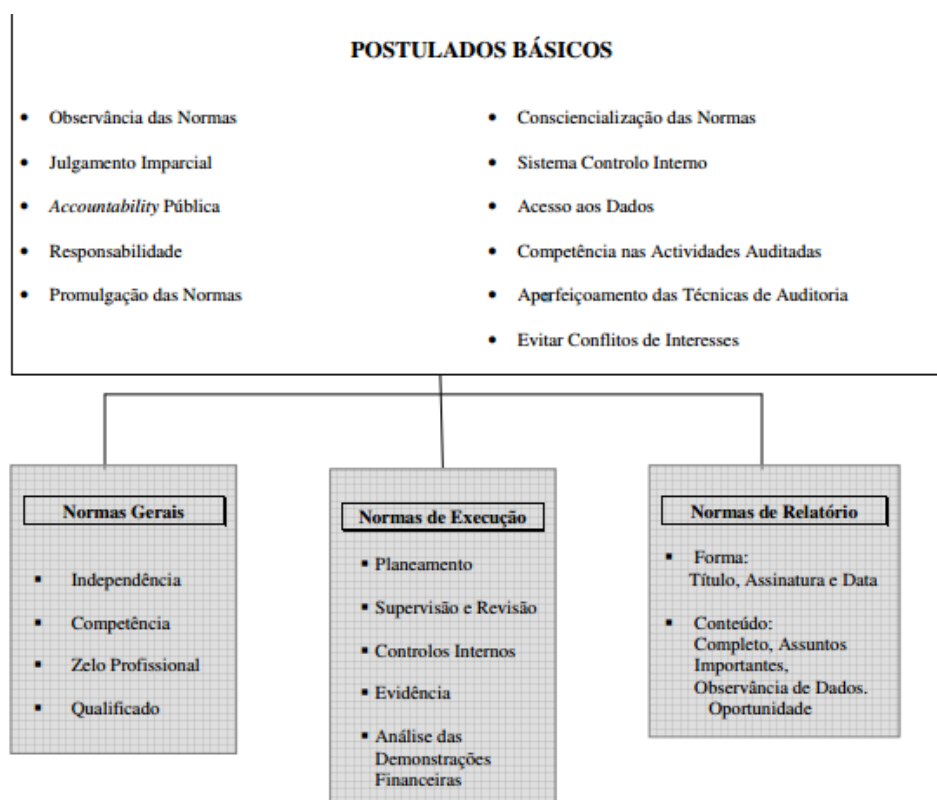 POSTULADOS BÁSICOS
• Observância das Normas
• Julgamento Imparcial
• Accountability Pública
• Responsabilidade
• Promulgação das Normas
• Consciencialização das Normas
• Sistema Controlo Interno
• Acesso aos Dados
• Competência nas Actividades Auditadas
• Aperfeiçoamento das Técnicas de Auditoria
• Evitar Conflitos de Interesses
Normas Gerais
▪ Independência
▪ Competência
▪ Zelo Profissional
▪ Qualificado
Normas de Execução
▪ Planeamento
▪ Supervisão e Revisão
▪ Controlos Internos
▪ Evidência
▪ Análise das
Demonstrações
Financeiras
Normas de Relatório
▪ Forma:
Título, Assinatura e Data
▪ Conteúdo:
Completo, Assuntos
Importantes,
Observância de Dados.
Oportunidade